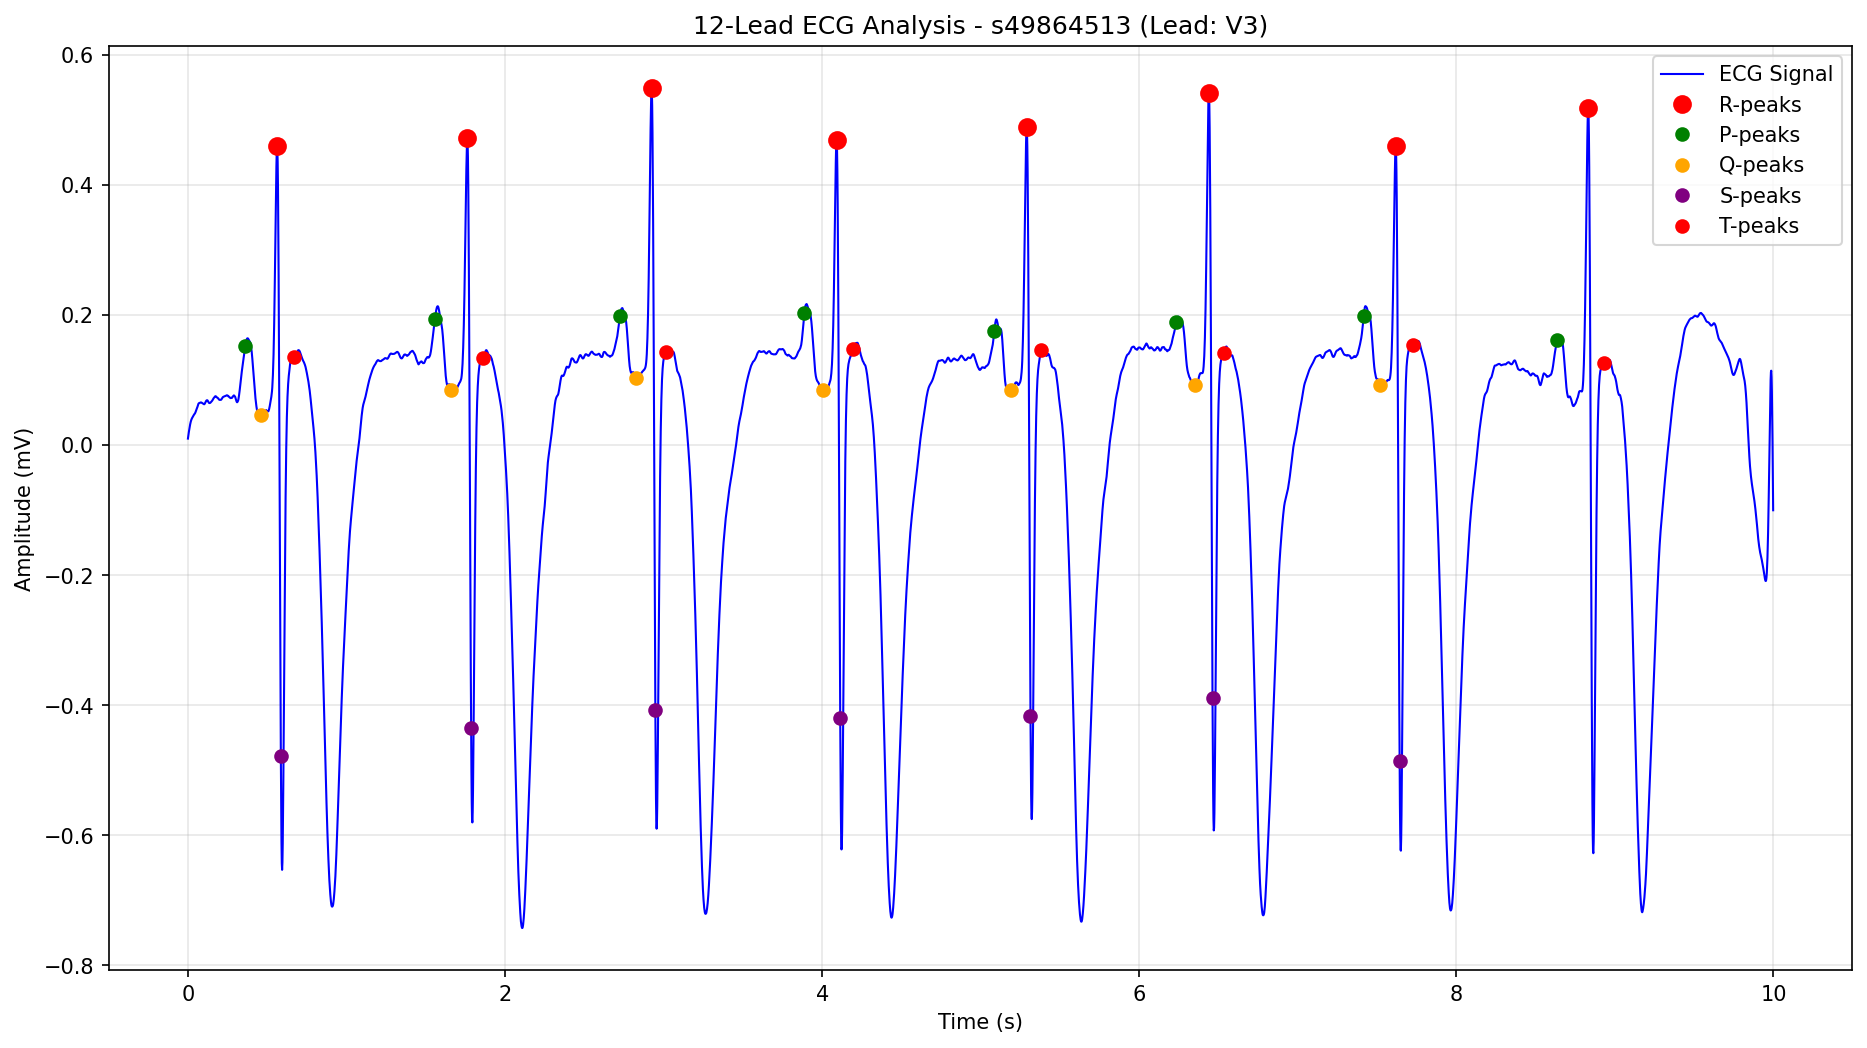 12-Lead ECG Analysis - s49864513 (Lead: V3)
ECG Signal
R-peaks
P-peaks
Q-peaks
S-peaks
T-peaks
0.6
0.4
0.2
0.0
−0.2
−0.4
−0.6
−0.8
Amplitude (mV)
0 2 4 6 8 10
Time (s)